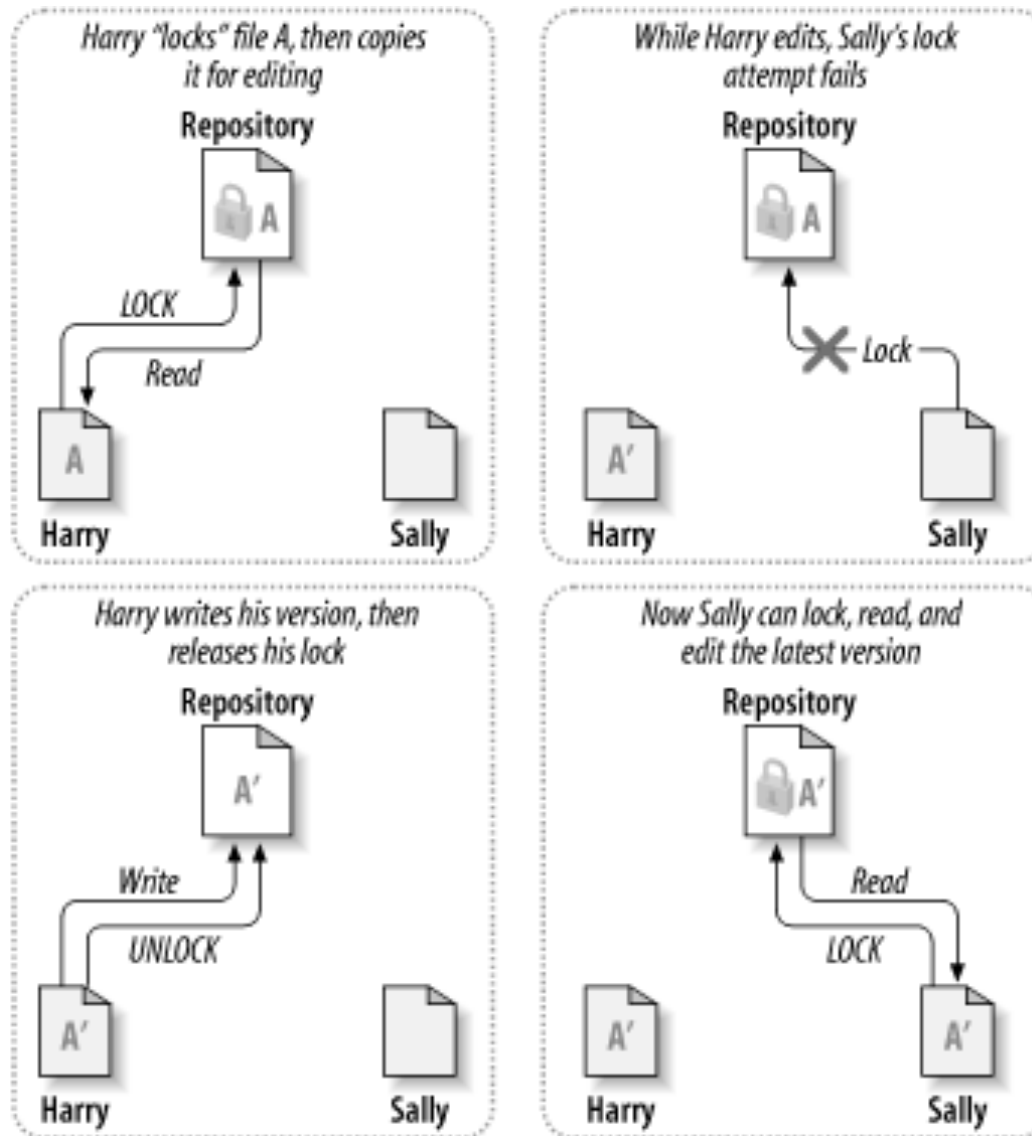 Harry “locks” file A, then copies
it for editing
Repository
A
LOCK
Read
A
Harry
Sally
While Harry edits, Sally’s lock
attempt fails
Repository
A
Lock
A′
Harry
Sally
Harry writes his version, then
releases his lock
Repository
A′
Write
UNLOCK
A′
Harry
Sally
Now Sally can lock, read, and
edit the latest version
Repository
A′
Read
LOCK
A′
A′
Harry
Sally